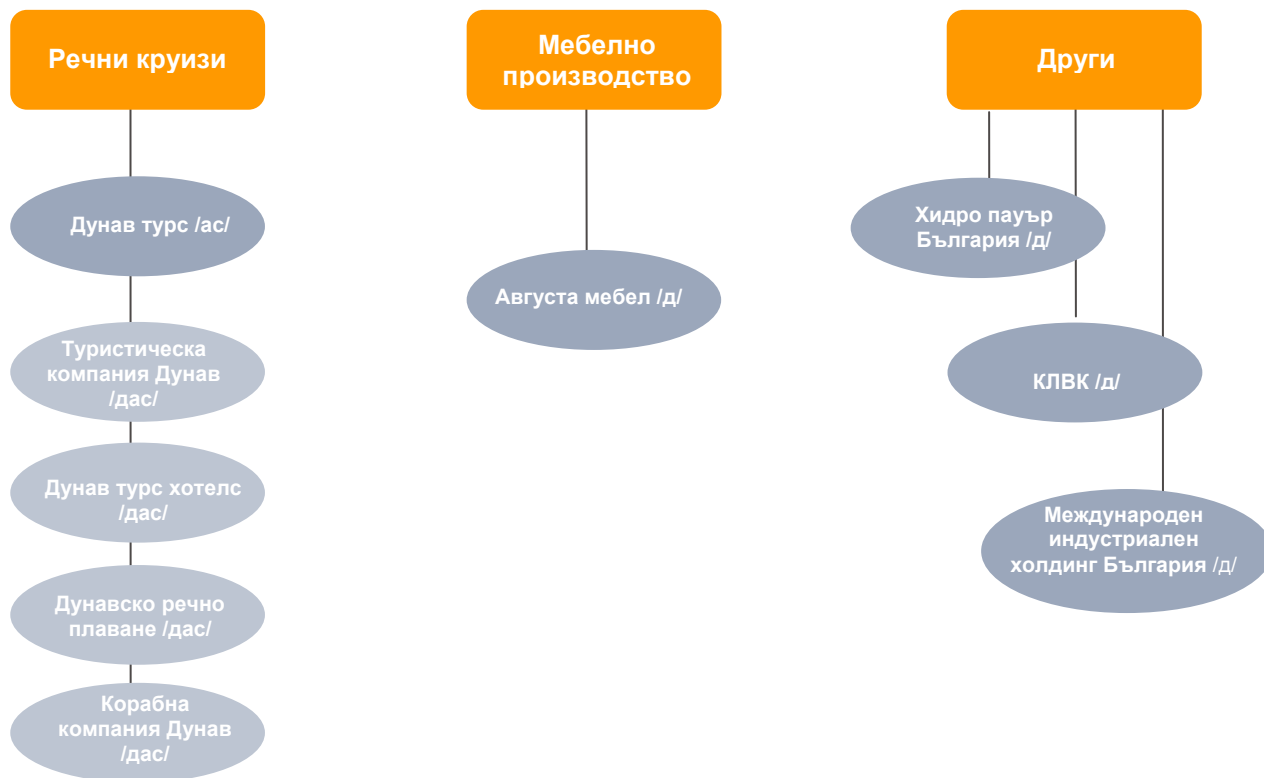 Речни круизи
Мебелно
производство
Други
Дунав турс /ас/
Туристическа
компания Дунав
/дас/
Дунав турс хотелс
/дас/
Дунавско речно
плаване /дас/
Корабна
компания Дунав
/дас/
Августа мебел /д/
Хидро пауър
България /д/
КЛВК /д/
Международен
индустриален
холдинг България /д/